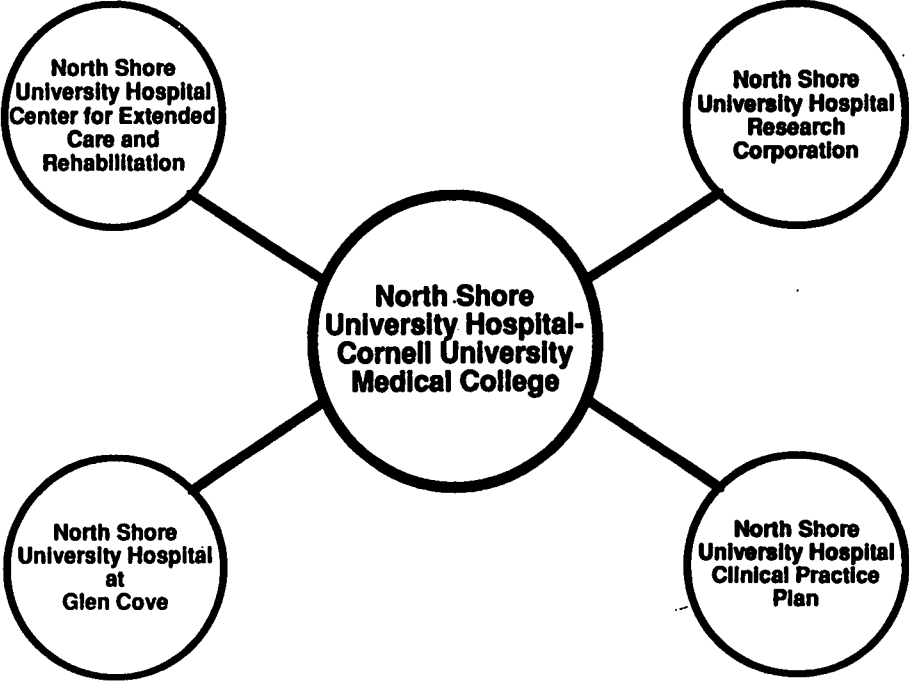 North Shore
University Hospital
Center for Extended
Care and
Rehabilitation
North Shore
University Hospital
Research
Corporation
North Shore
University Hospital-
Cornell University
Medical College
North Shore
University Hospital
at
Glen Cove
North Shore
University Hospital
Clinical Practice
Plan